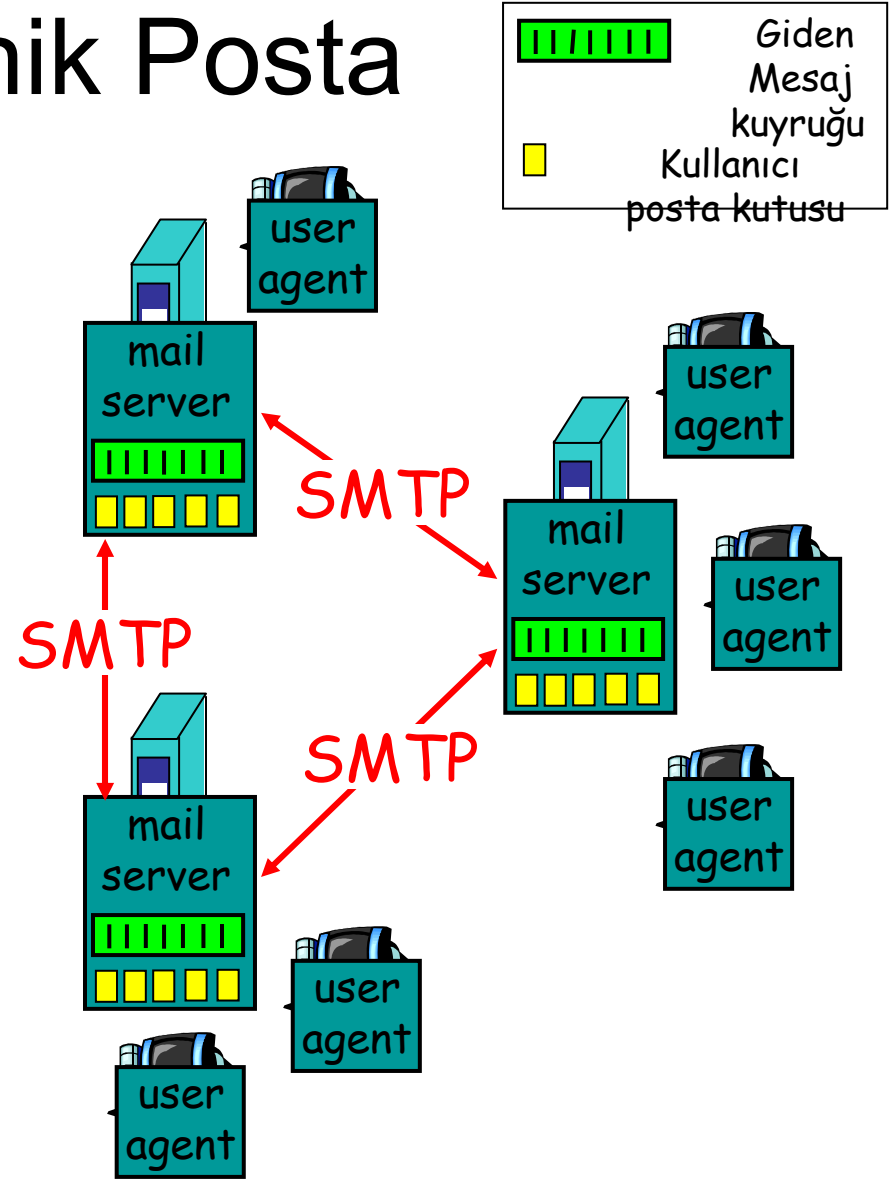 nik Posta
Giden
Mesaj
kuyruğu
Kullanıcı
posta kutusu
user
agent
mail
server
user
agent
SMTP
mail
server
user
agent
SMTP
SMTP
user
agent
mail
server
user
agent
user
agent